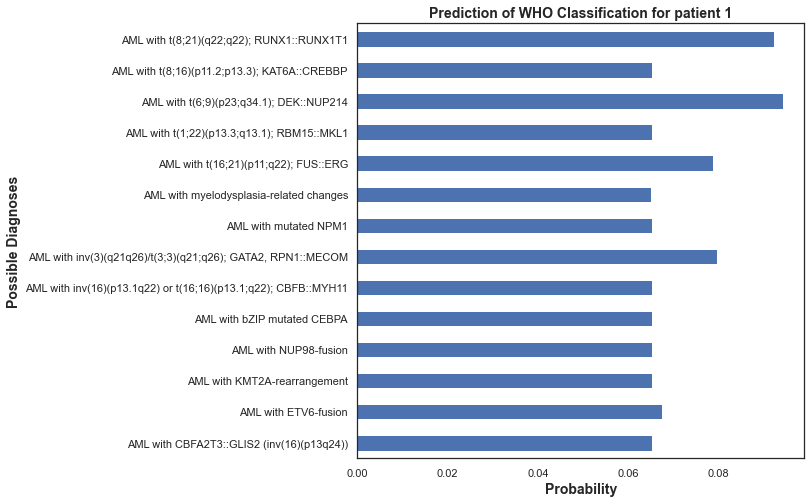 Prediction of WHO Classification for patient 1
Possible Diagnoses
AML with t(8;21)(q22;q22); RUNX1::RUNX1T1
AML with t(8;16)(p11.2;p13.3); KAT6A::CREBBP
AML with t(6;9)(p23;q34.1); DEK::NUP214
AML with t(1;22)(p13.3;q13.1); RBM15::MKL1
AML with t(16;21)(p11;q22); FUS::ERG
AML with myelodysplasia-related changes
AML with mutated NPM1
AML with inv(3)(q21q26)/t(3;3)(q21;q26); GATA2, RPN1::MECOM
AML with inv(16)(p13.1q22) or t(16;16)(p13.1;q22); CBFB::MYH11
AML with bZIP mutated CEBPA
AML with NUP98-fusion
AML with KMT2A-rearrangement
AML with ETV6-fusion
AML with CBFA2T3::GLIS2 (inv(16)(p13q24))
0.00 0.02 0.04 0.06 0.08
Probability